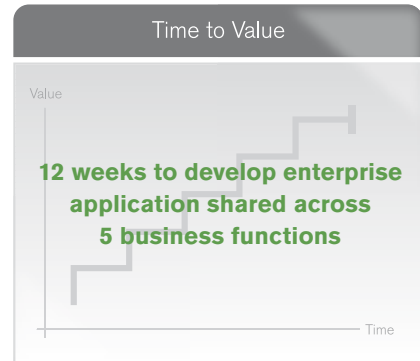 Time to Value
Value
12 weeks to develop enterprise
application shared across
5 business functions
Time